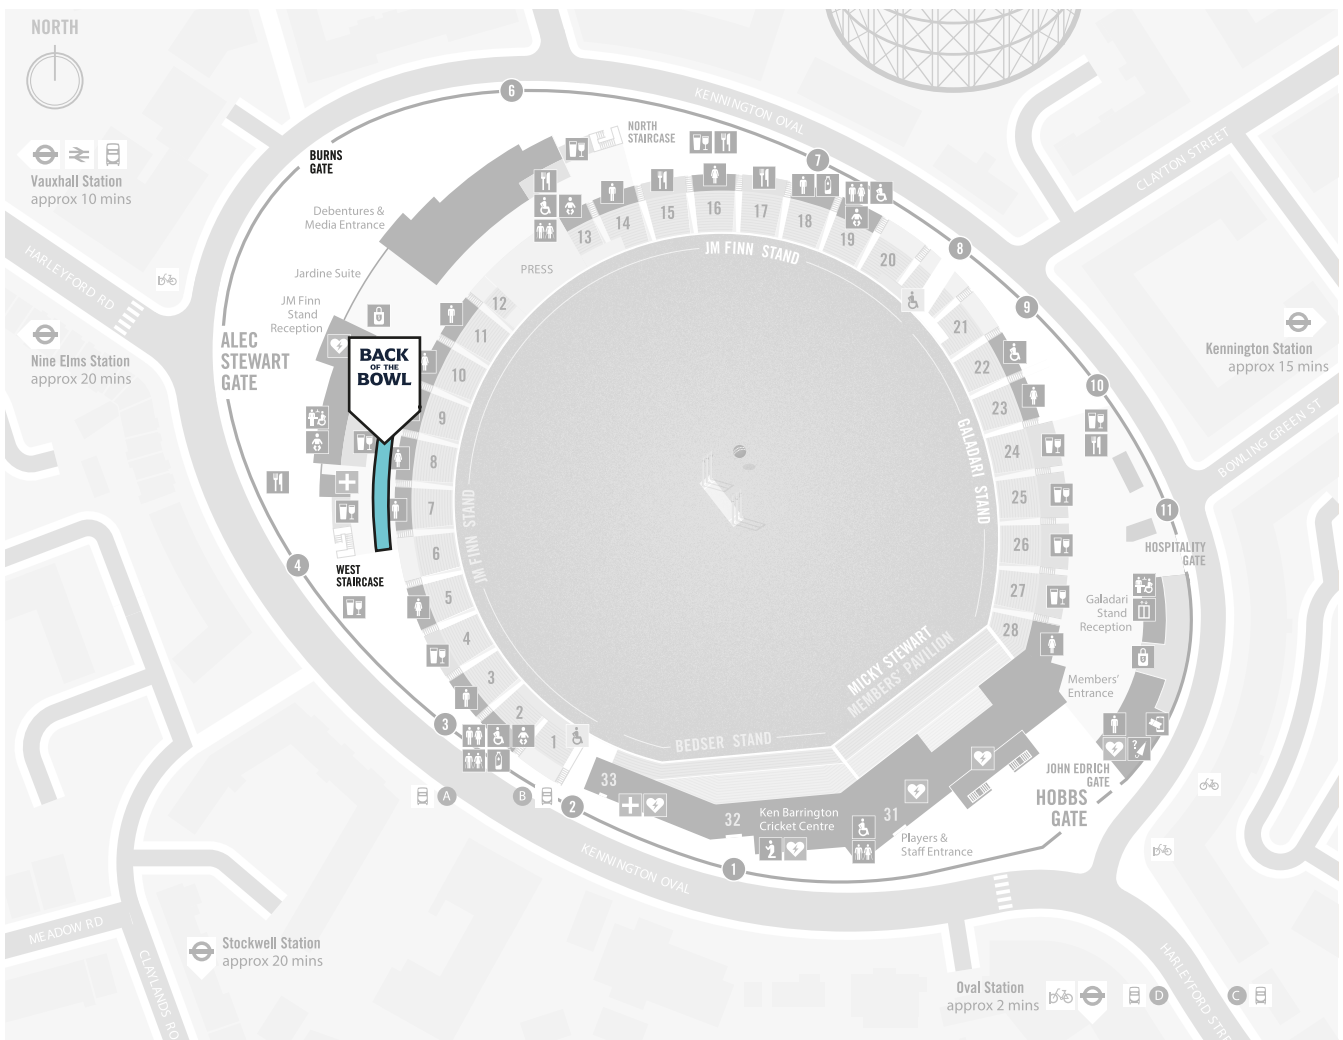 NORTH
Vauxhall Station
approx 10 mins
HARLEYFORD RD
Nine Elms Station
approx 20 mins
BURNS
GATE
Debentures &
Media Entrance
Jardine Suite
JM Finn
Stand
Reception
ALEC
STEWART
GATE
BACK
OF THE
BOWL
6
NORTH
STAIRCASE
KENNINGTON OVAL
7
8
9
10
11
CLAYTON STREET
Kennington Station
approx 15 mins
BOWLING GREEN ST
PRESS
13
14
15
16
17
18
19
20
21
22
23
24
25
26
27
28
12
11
10
9
8
7
6
5
4
3
2
1
JM FINN STAND
JM FINN STAND
GALADARI STAND
MICKY STEWART
MEMBERS' PAVILION
BEDSER STAND
WEST
STAIRCASE
4
3
A
B
2
1
33
32
31
Ken Barrington
Cricket Centre
Players &
Staff Entrance
HOSPITALITY
GATE
Galadari
Stand
Reception
Members'
Entrance
?
JOHN EDRICH
GATE
HOBBS
GATE
KENNINGTON OVAL
MEADOW RD
CLAYLANDS RO
Stockwell Station
approx 20 mins
Oval Station
approx 2 mins
D
C
HARLEYFORD STRE